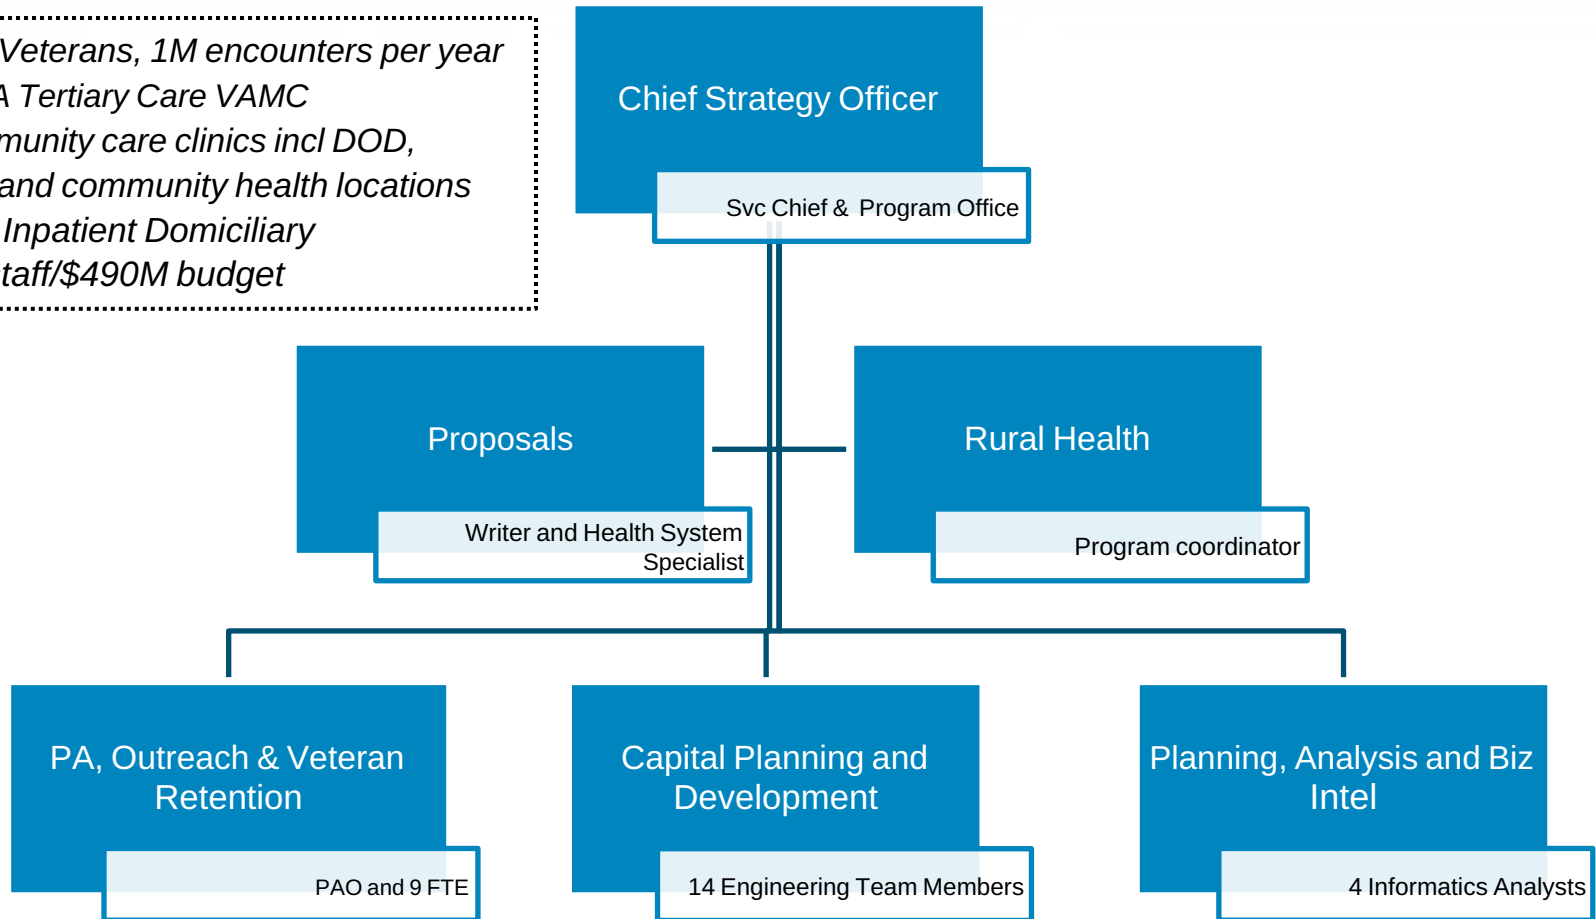 Veterans, 1M encounters per year
Tertiary Care VAMC
care clinics incl DOD,
and community health locations
Inpatient Domiciliary
$490M budget
Chief Strategy Officer
Svc Chief & Program Office
Proposals
Writer and Health System
Specialist
Rural Health
Program coordinator
PA, Outreach & Veteran
Retention
PAO and 9 FTE
Capital Planning and
Development
14 Engineering Team Members
Planning, Analysis and Biz
Intel
4 Informatics Analysts